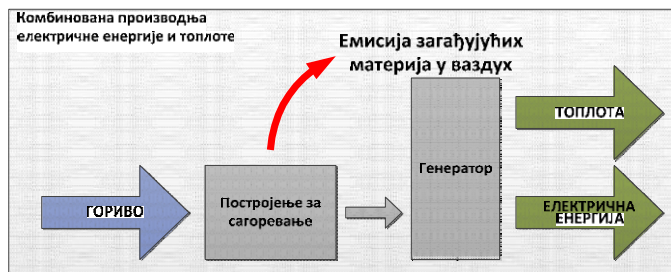 Комбинована производња
електричне енергије и топлоте
Емисија загађујућих
материја у ваздух
ТОПЛОТА
Генератор
ГОРИВО
Постројење за
сагоревање
ЕЛЕКТРИЧНА
ЕНЕРГИЈА